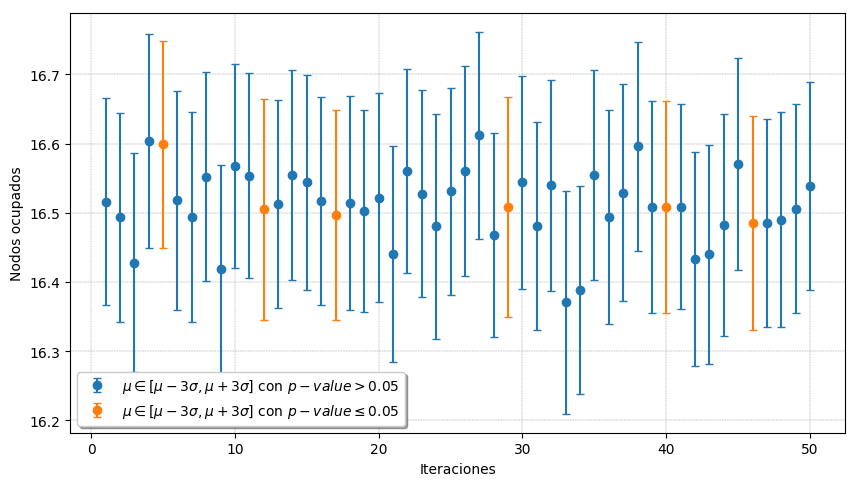 Nodos ocupados
16.7
16.6
16.5
16.4
16.3
16.2
μ ∈ [μ − 3σ, μ + 3σ] con p − value > 0.05
μ ∈ [μ − 3σ, μ + 3σ] con p − value ≤ 0.05
0 10 20 30 40 50
Iteraciones